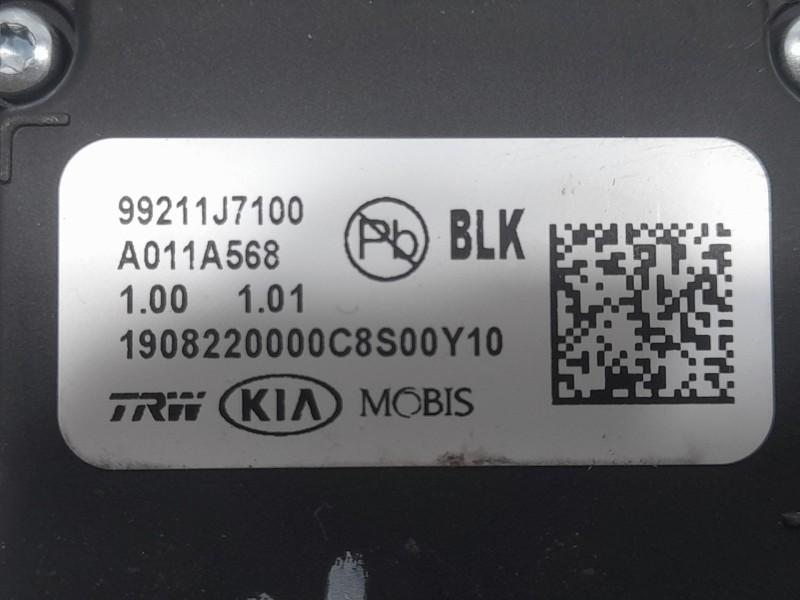 99211J7100
A011A568
Pb
BLK
1.00 1.01
1908220000C8S00Y10
TRW KIA MOBIS